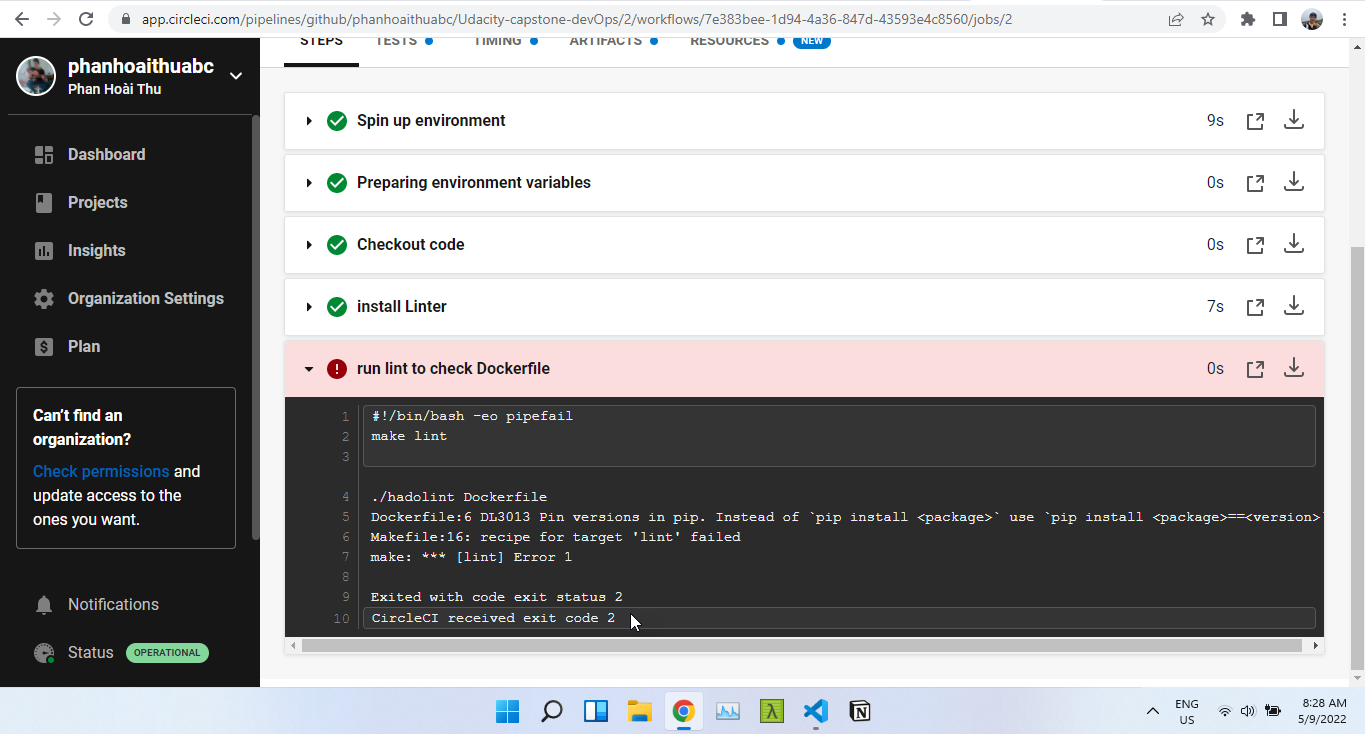 app.circleci.com/pipelines/github/phanhoaithuabc/Udacity-capstone-devOps/2/workflows/7e383bee-1d94-4a36-847d-43593e4c8560/jobs/2
phanhoaithuabc
Phan Hoài Thu
Dashboard
Projects
Insights
Organization Settings
Plan
Can't find an
organization?
Check permissions and
update access to the
ones you want.
Notifications
Status OPERATIONAL
STEPS TESTS TIMING ARTIFACTS RESOURCES NEW
Spin up environment 9s
Preparing environment variables 0s
Checkout code 0s
install Linter 7s
run lint to check Dockerfile 0s
1 #!/bin/bash -eo pipefail
2 make lint
3
4 ./hadolint Dockerfile
5 Dockerfile:6 DL3013 Pin versions in pip. Instead of `pip install <package>` use `pip install <package>==<version>`
6 Makefile:16: recipe for target 'lint' failed
7 make: *** [lint] Error 1
8
9 Exited with code exit status 2
10 CircleCI received exit code 2
ENG
US
8:28 AM
5/9/2022